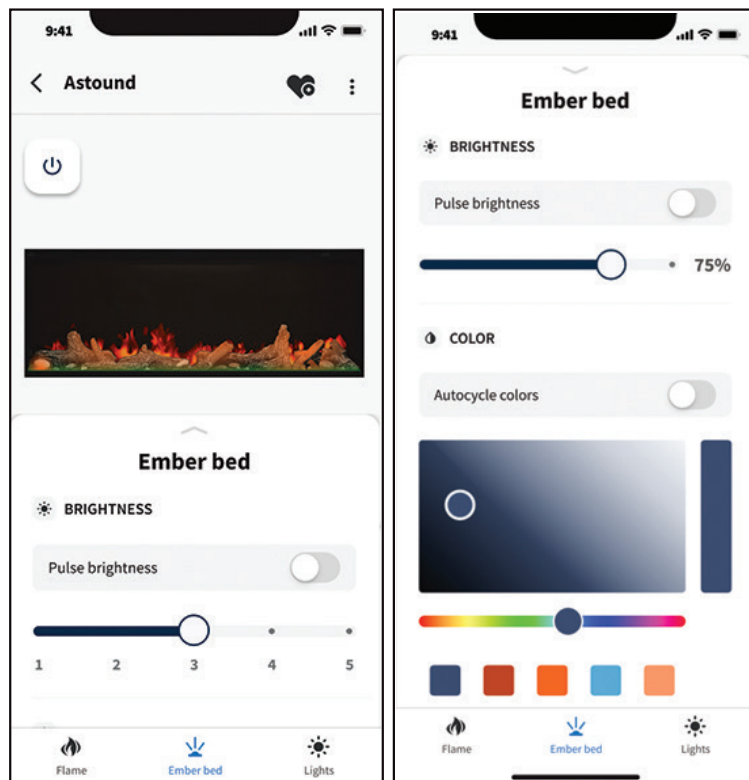 9:41
Astound
Ember bed
BRIGHTNESS
Pulse brightness
1 2 3 4 5
Flame Ember bed Lights
9:41
Ember bed
BRIGHTNESS
Pulse brightness
75%
COLOR
Autocycle colors
Flame Ember bed Lights